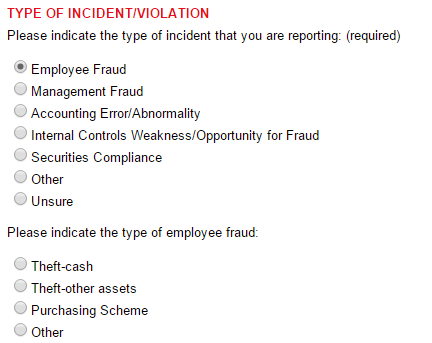 TYPE OF INCIDENT/VIOLATION
Please indicate the type of incident that you are reporting: (required)
Employee Fraud
Management Fraud
Accounting Error/Abnormality
Internal Controls Weakness/Opportunity for Fraud
Securities Compliance
Other
Unsure
Please indicate the type of employee fraud:
Theft-cash
Theft-other assets
Purchasing Scheme
Other